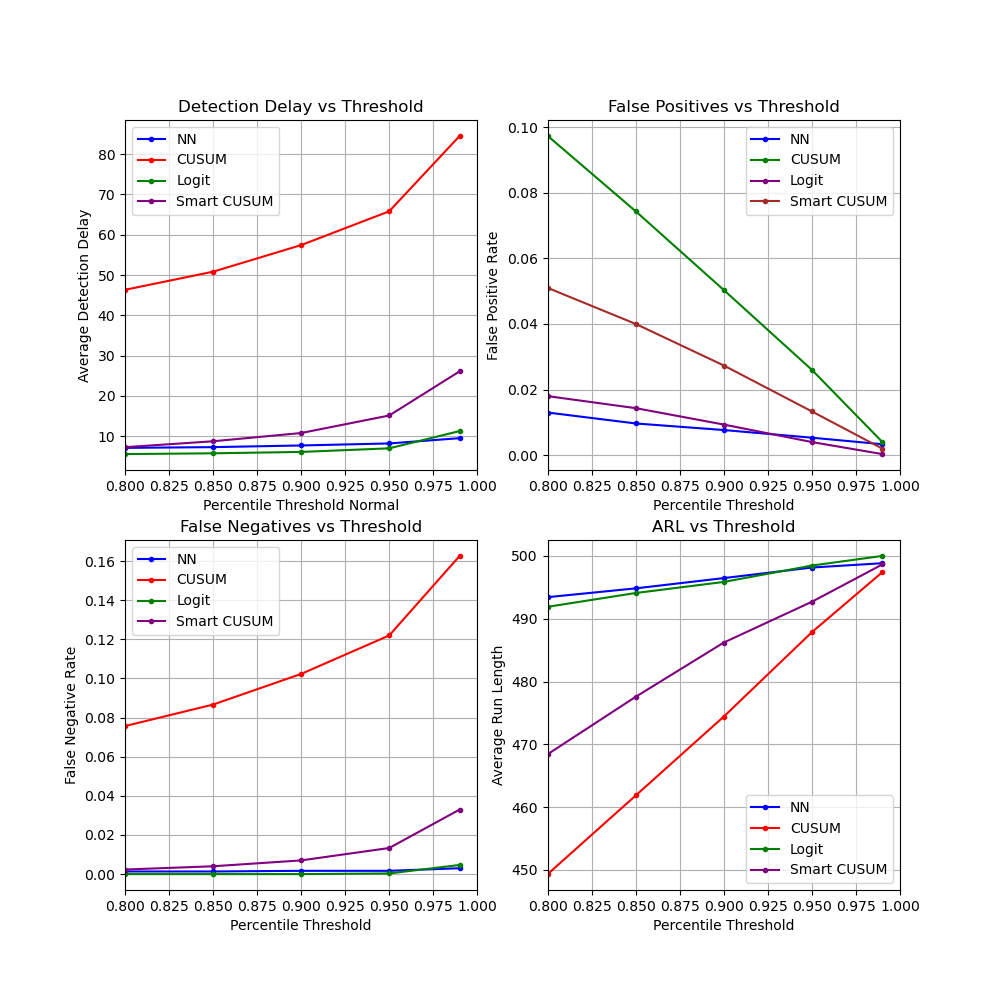 Detection Delay vs Threshold
NN
CUSUM
Logit
Smart CUSUM
80
70
60
50
40
30
20
10
Average Detection Delay
0.800 0.825 0.850 0.875 0.900 0.925 0.950 0.975 1.000
Percentile Threshold Normal
False Positives vs Threshold
NN
CUSUM
Logit
Smart CUSUM
0.10
0.08
0.06
0.04
0.02
0.00
False Positive Rate
0.800 0.825 0.850 0.875 0.900 0.925 0.950 0.975 1.000
Percentile Threshold
False Negatives vs Threshold
NN
CUSUM
Logit
Smart CUSUM
0.16
0.14
0.12
0.10
0.08
0.06
0.04
0.02
0.00
False Negative Rate
0.800 0.825 0.850 0.875 0.900 0.925 0.950 0.975 1.000
Percentile Threshold
ARL vs Threshold
500
490
480
470
460
450
Average Run Length
NN
CUSUM
Logit
Smart CUSUM
0.800 0.825 0.850 0.875 0.900 0.925 0.950 0.975 1.000
Percentile Threshold